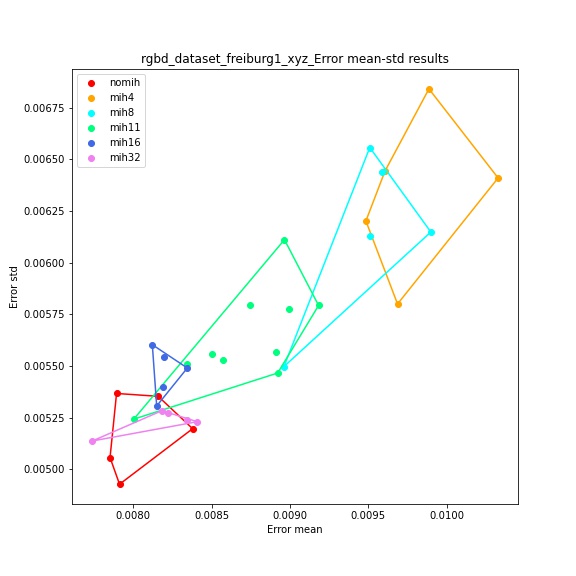 rgbd_dataset_freiburg1_xyz_Error mean-std results
nomih
mih4
mih8
mih11
mih16
mih32
0.00675
0.00650
0.00625
0.00600
0.00575
0.00550
0.00525
0.00500
Error std
0.0080 0.0085 0.0090 0.0095 0.0100
Error mean